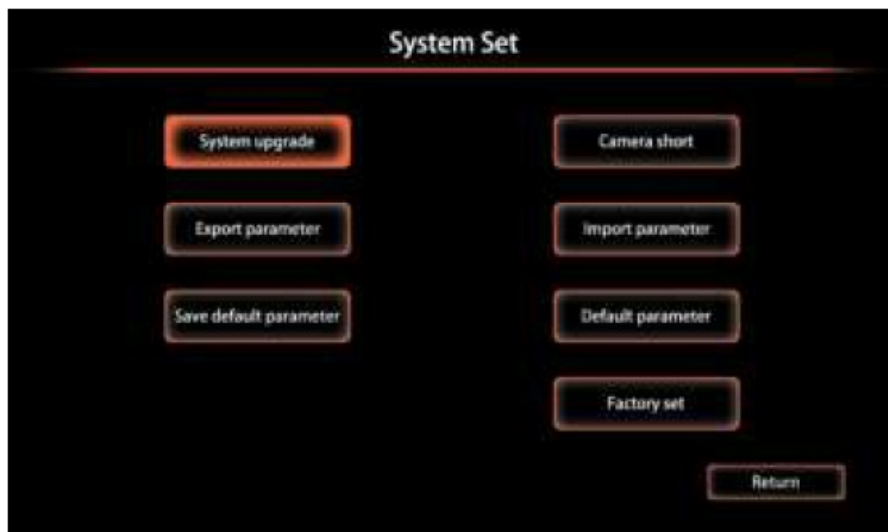 System Set
System upgrade
Camera short
Export parameter
Import parameter
Save default parameter
Default parameter
Factory set
Return